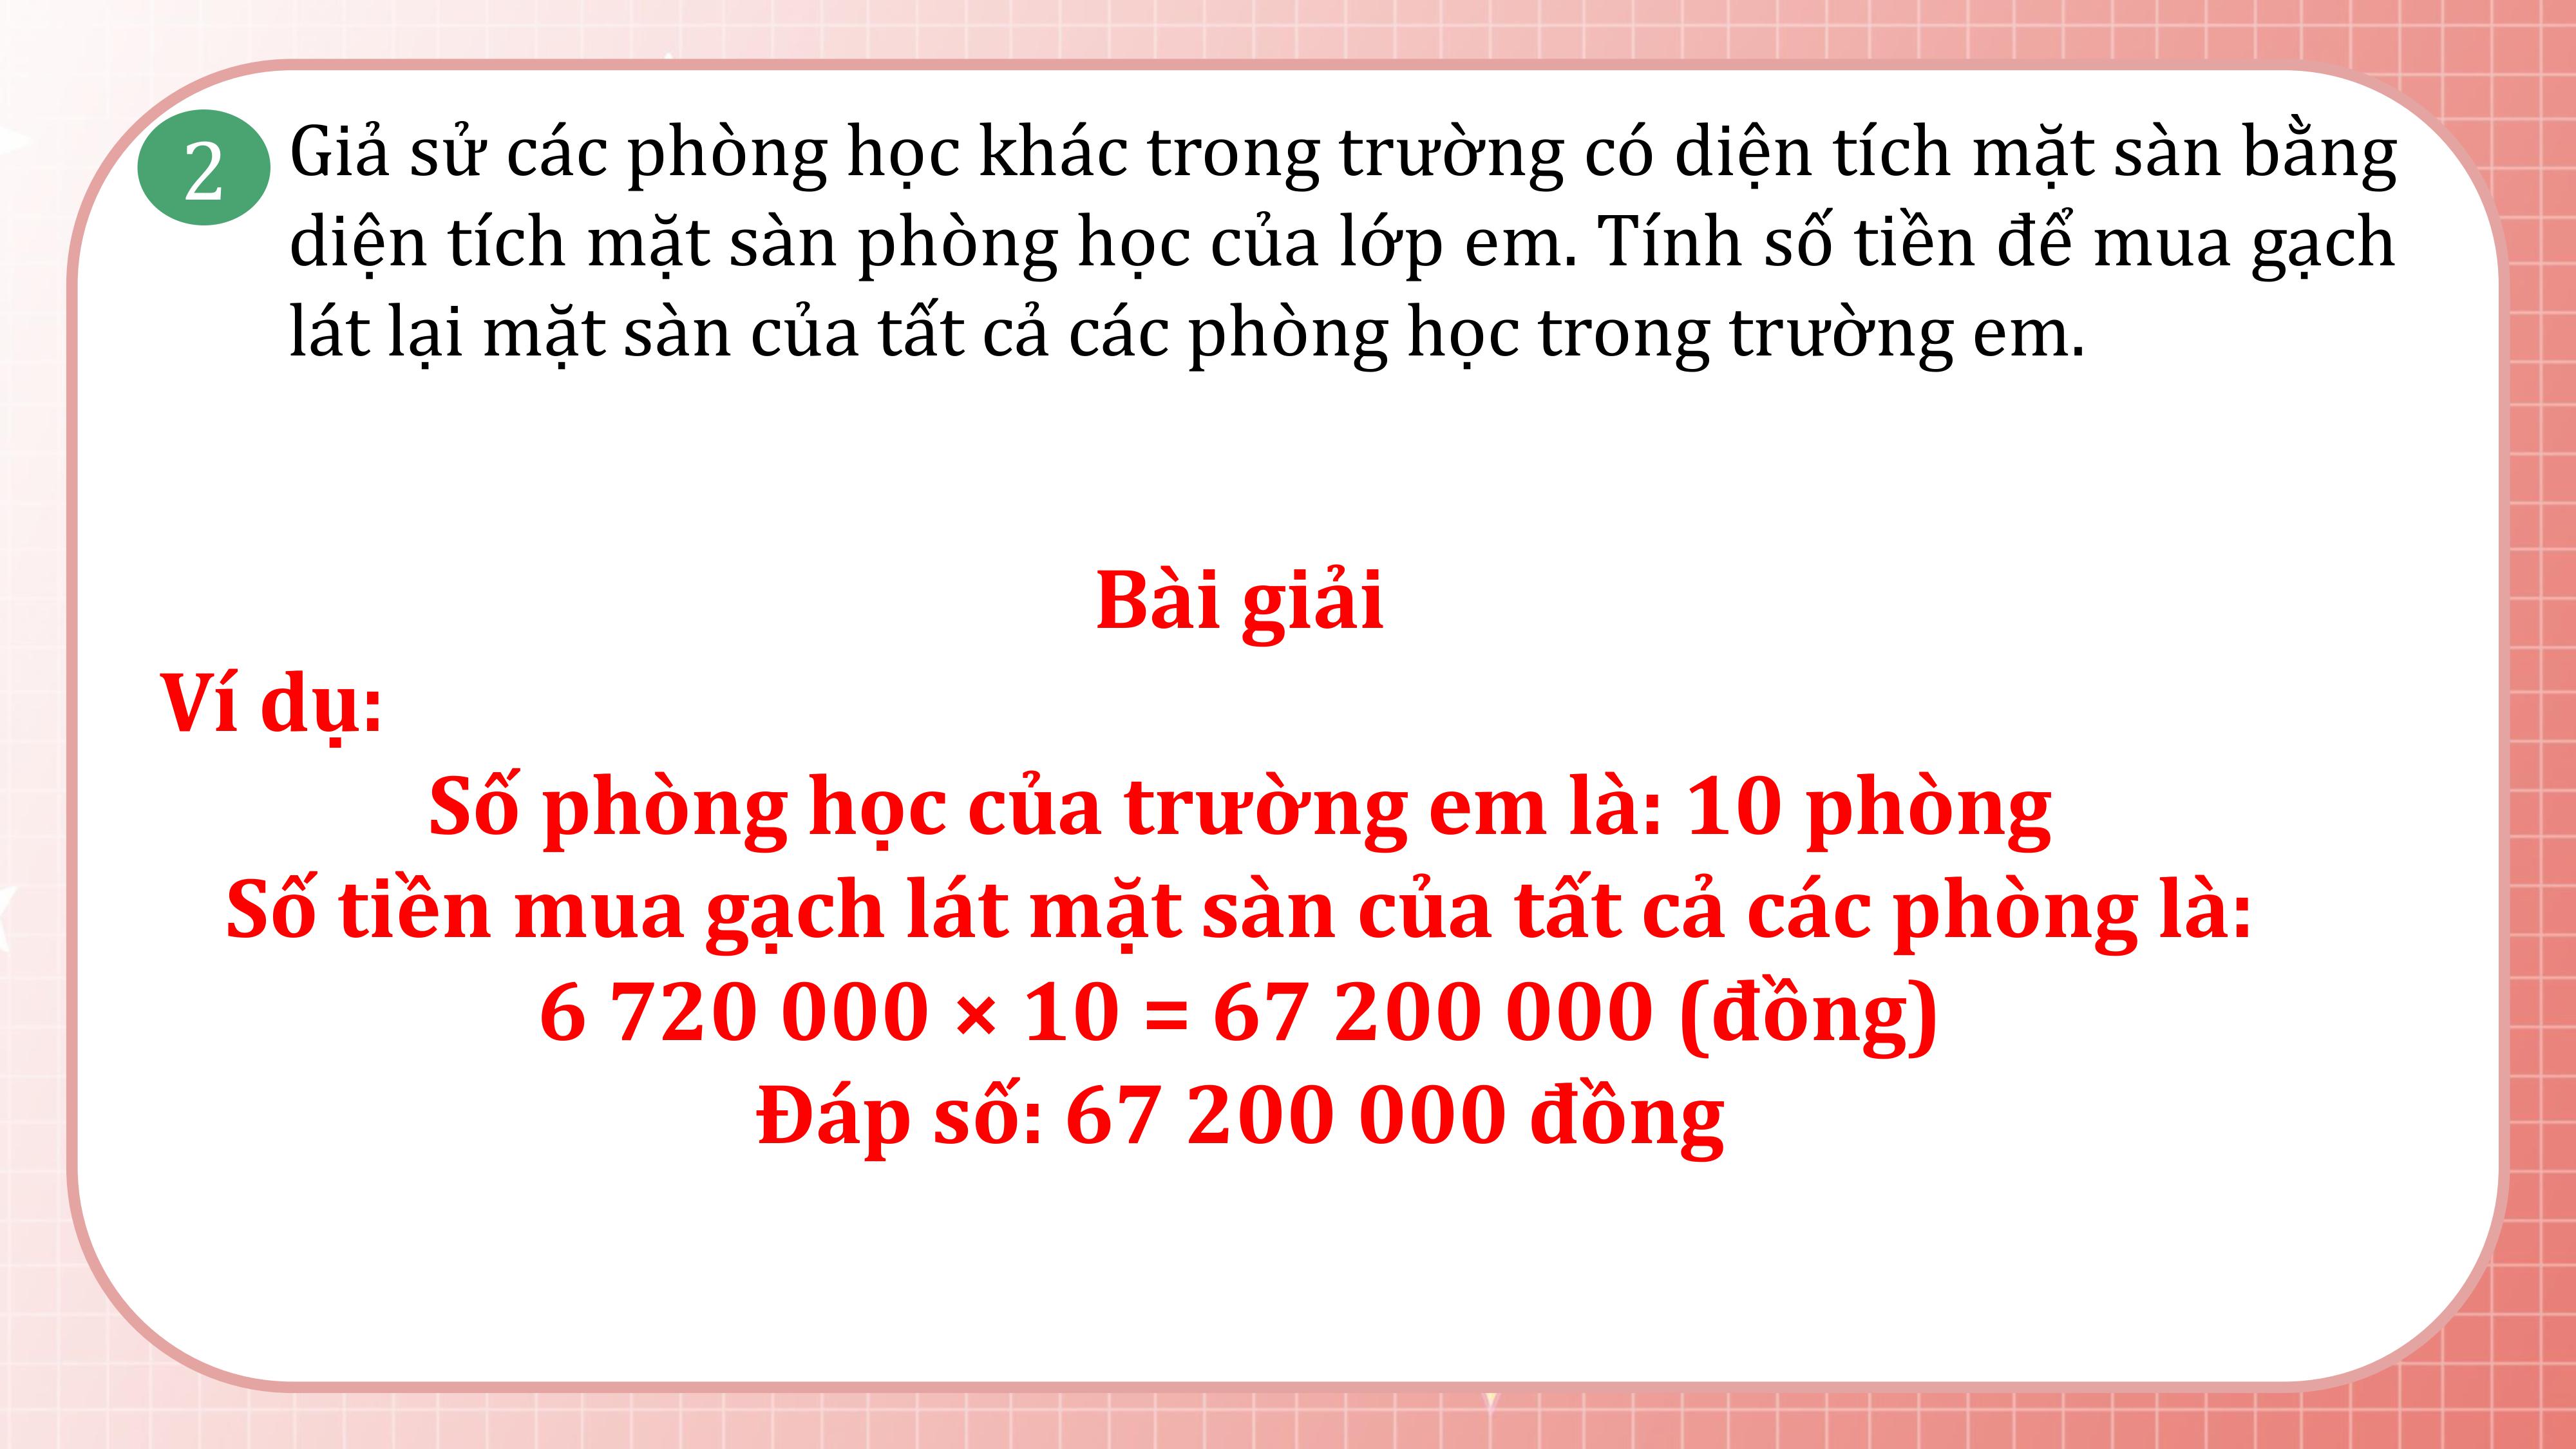 2
Giả sử các phòng học khác trong trường có diện tích mặt sàn bằng
diện tích mặt sàn phòng học của lớp em. Tính số tiền để mua gạch
lát lại mặt sàn của tất cả các phòng học trong trường em.
Bài giải
Ví dụ:
Số phòng học của trường em là: 10 phòng
Số tiền mua gạch lát mặt sàn của tất cả các phòng là:
6 720 000 × 10 = 67 200 000 (đồng)
Đáp số: 67 200 000 đồng